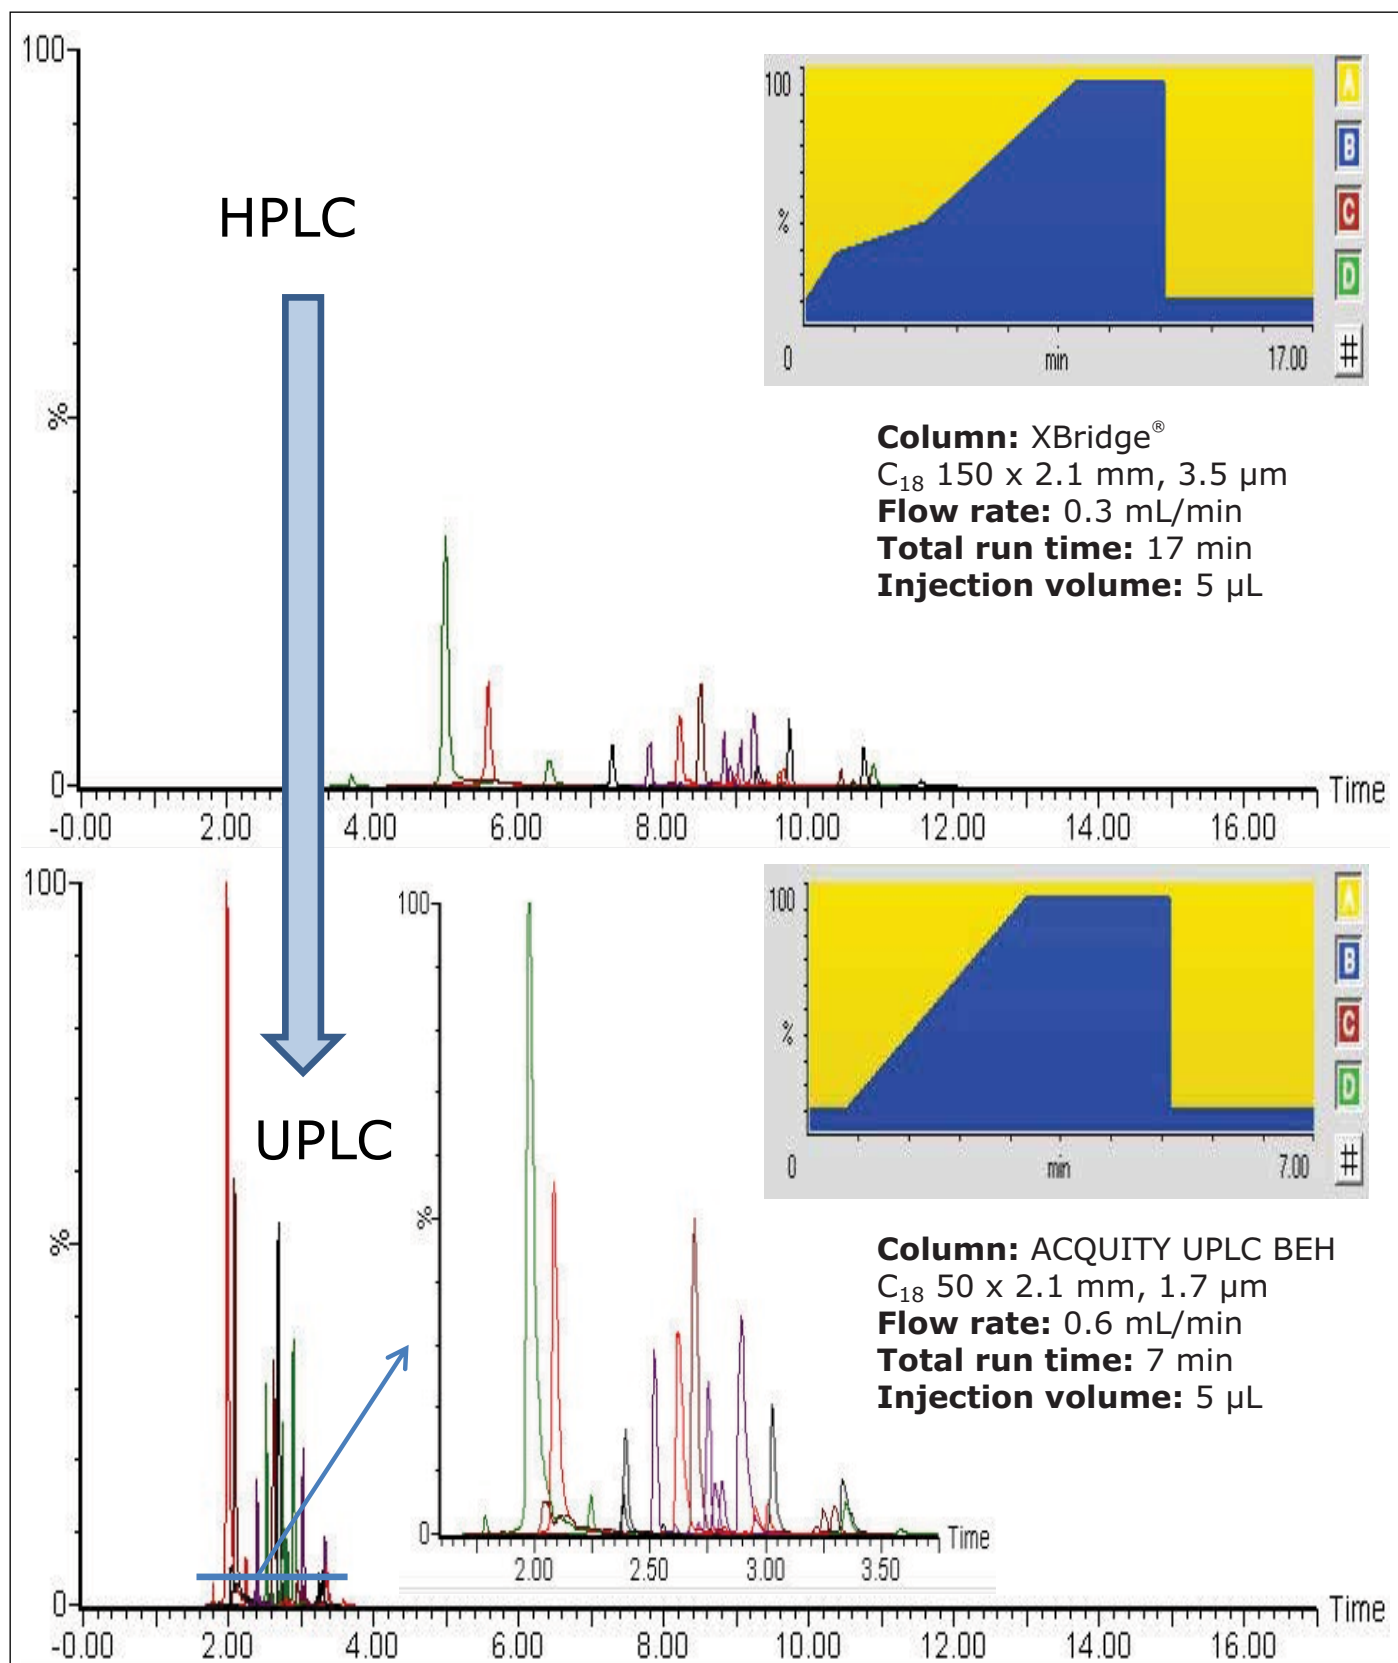 100
HPLC
%
0
Time
-0.00 2.00 4.00 6.00 8.00 10.00 12.00 14.00 16.00
100
%
0 min 17.00
A
B
C
D
#
Column: XBridge®
C₁₈ 150 x 2.1 mm, 3.5 µm
Flow rate: 0.3 mL/min
Total run time: 17 min
Injection volume: 5 µL
100
UPLC
%
0
Time
-0.00 2.00 4.00 6.00 8.00 10.00 12.00 14.00 16.00
100
%
0
Time
2.00 2.50 3.00 3.50
100
%
0 min 7.00
A
B
C
D
#
Column: ACQUITY UPLC BEH
C₁₈ 50 x 2.1 mm, 1.7 µm
Flow rate: 0.6 mL/min
Total run time: 7 min
Injection volume: 5 µL